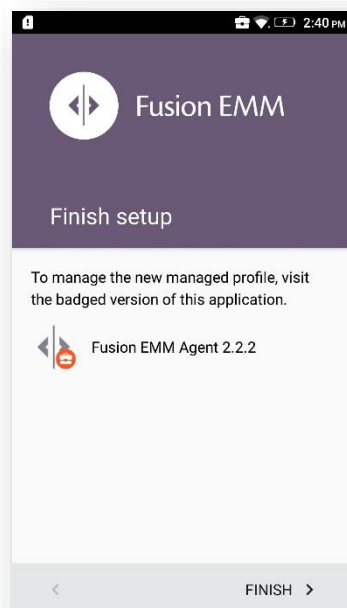 2:40 PM
Fusion EMM
Finish setup
To manage the new managed profile, visit
the badged version of this application.
Fusion EMM Agent 2.2.2
FINISH